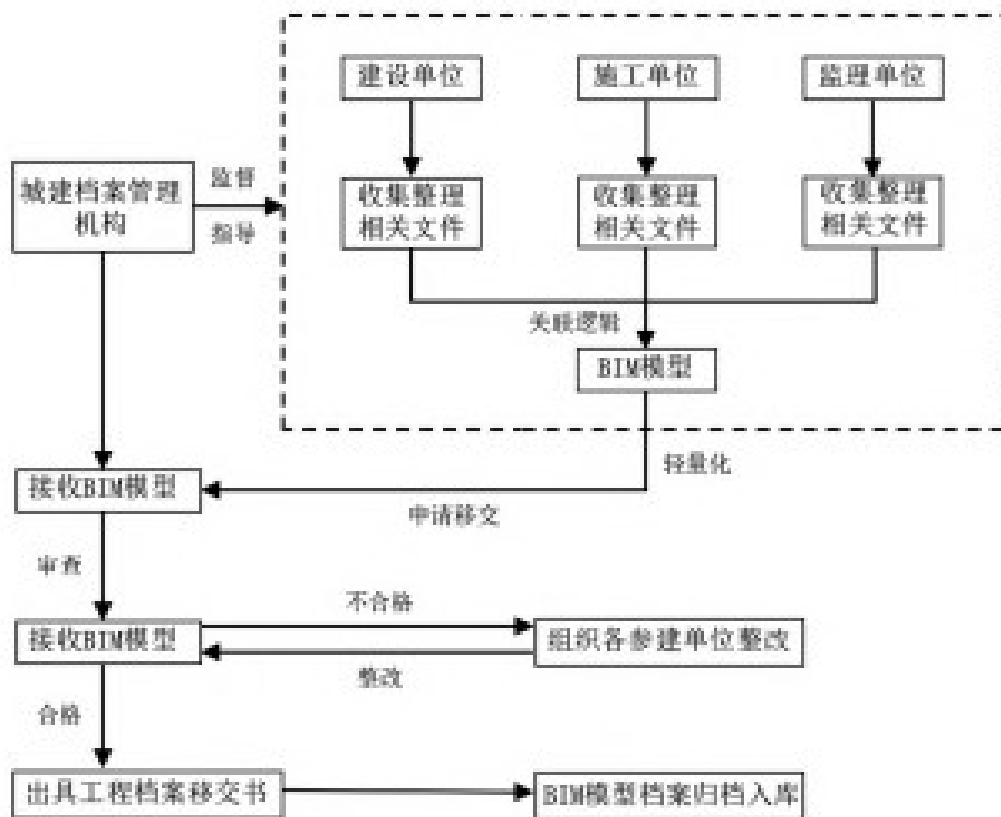 建设单位
施工单位
监理单位
城建档案管理
机构
监督
指导
收集整理
相关文件
收集整理
相关文件
收集整理
相关文件
关联逻辑
BIM模型
轻量化
接收BIM模型
申请移交
审查
接收BIM模型
不合格
整改
组织各参建单位整改
合格
出具工程档案移交书
BIM模型档案归档入库